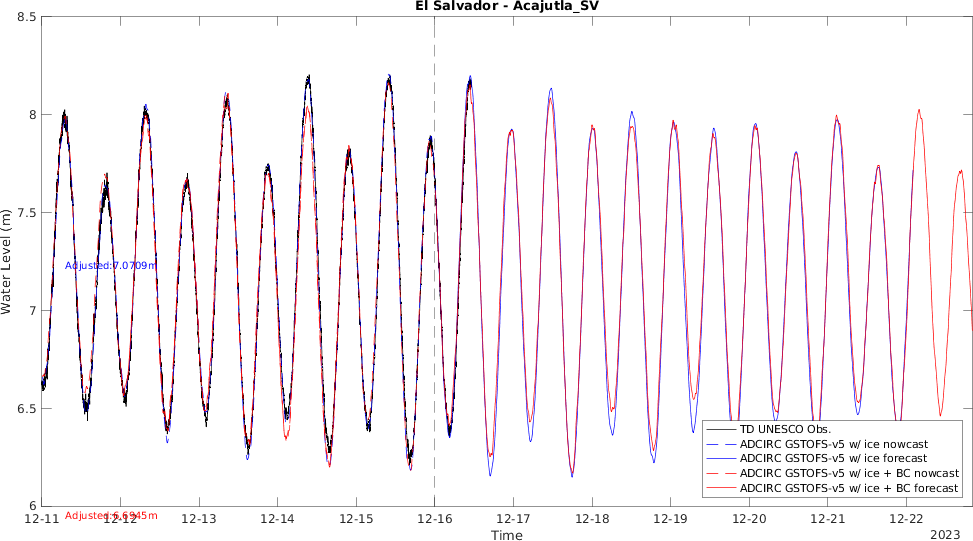 El Salvador - Acajutla_SV
8.5
8
7.5
7
6.5
6
Water Level (m)
Adjusted:7.0709m
Adjusted:6.6945m
TD UNESCO Obs.
ADCIRC GSTOFS-v5 w/ ice nowcast
ADCIRC GSTOFS-v5 w/ ice forecast
ADCIRC GSTOFS-v5 w/ ice + BC nowcast
ADCIRC GSTOFS-v5 w/ ice + BC forecast
12-11 12-12 12-13 12-14 12-15 12-16 12-17 12-18 12-19 12-20 12-21 12-22
Time
2023